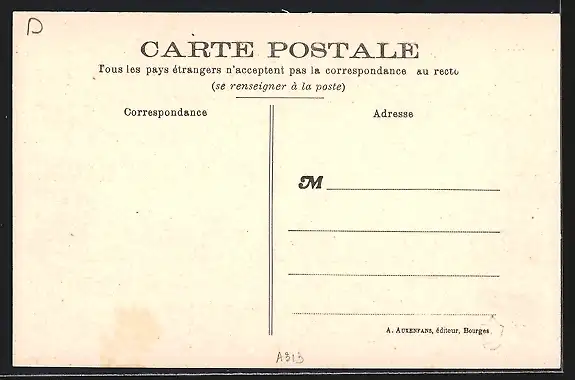 D
CARTE POSTALE
Tous les pays étrangers n'acceptent pas la correspondance au recto
(se renseigner à la poste)
Correspondance
Adresse
M
A. AUXENFANS, éditeur, Bourges.
A313